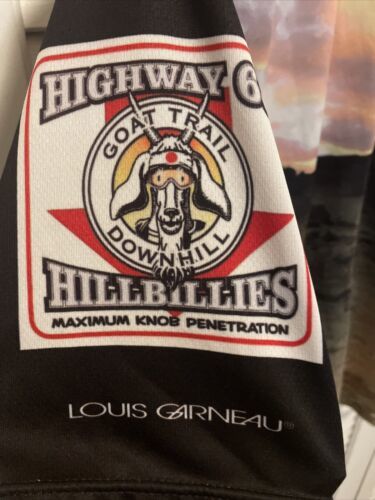 HIGHWAY 6
GOAT TRAIL
DOWNHILL
HILLBILLIES
MAXIMUM KNOB PENETRATION
LOUIS GARNEAU